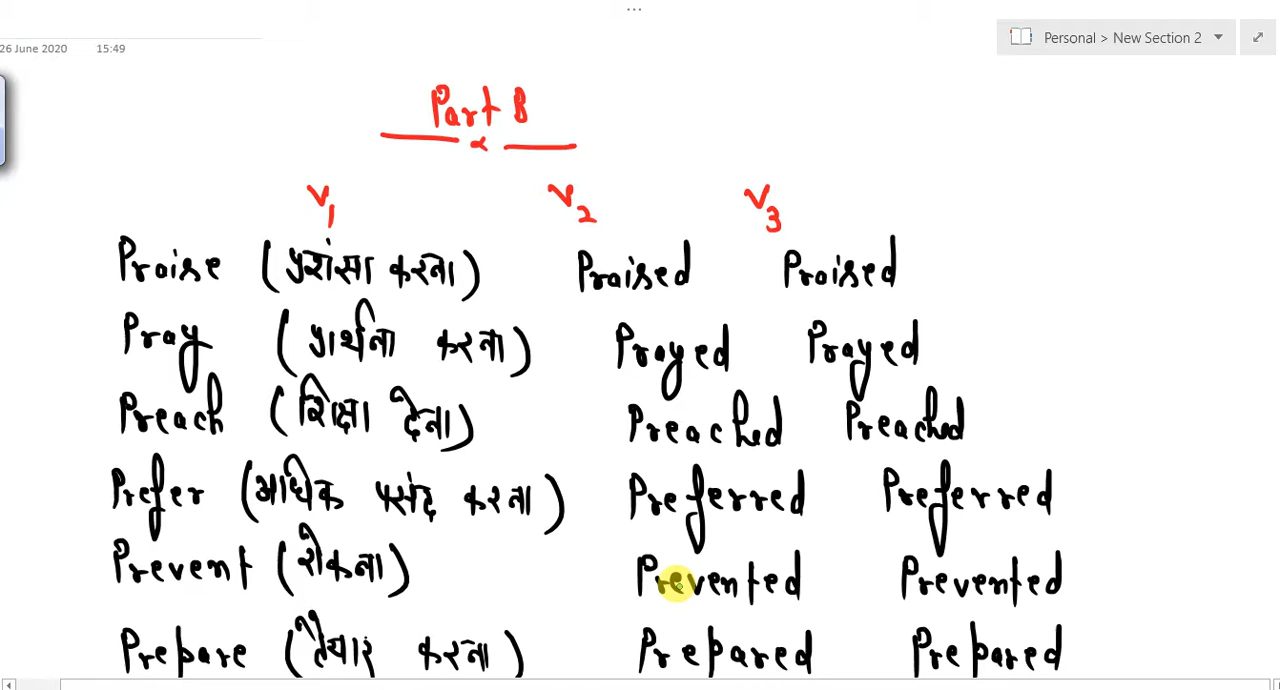 ...
26 June 2020 15:49
Personal > New Section 2
Part B
V1 V2 V3
Praise (प्रशंसा करना) Praised Praised
Pray (प्रार्थना करना) Prayed Prayed
Preach (शिक्षा देना) Preached Preached
Prefer (अधिक पसंद करना) Preferred Preferred
Prevent (रोकना) Prevented Prevented
Prepare (तैयार करना) Prepared Prepared